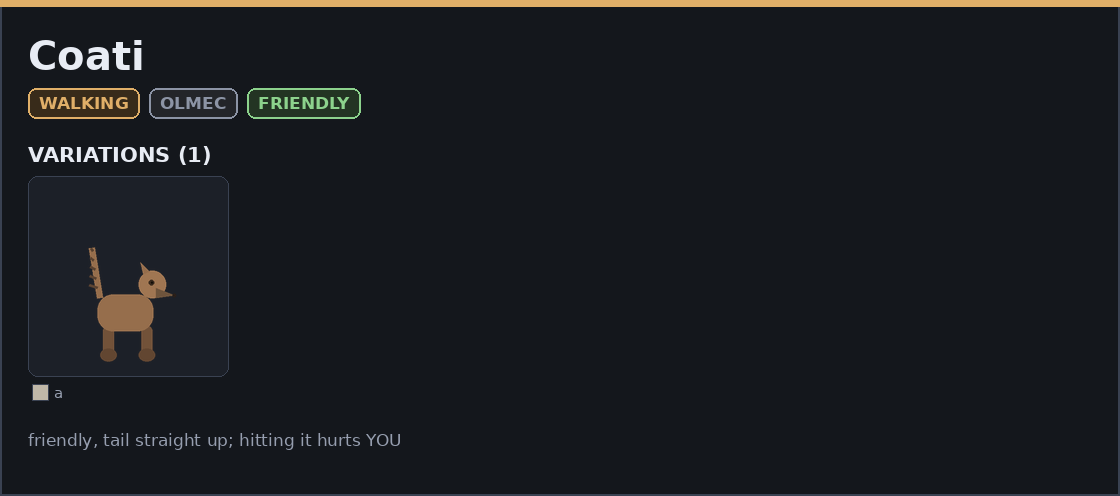 Coati
WALKING OLMEC FRIENDLY
VARIATIONS (1)
a
friendly, tail straight up; hitting it hurts YOU